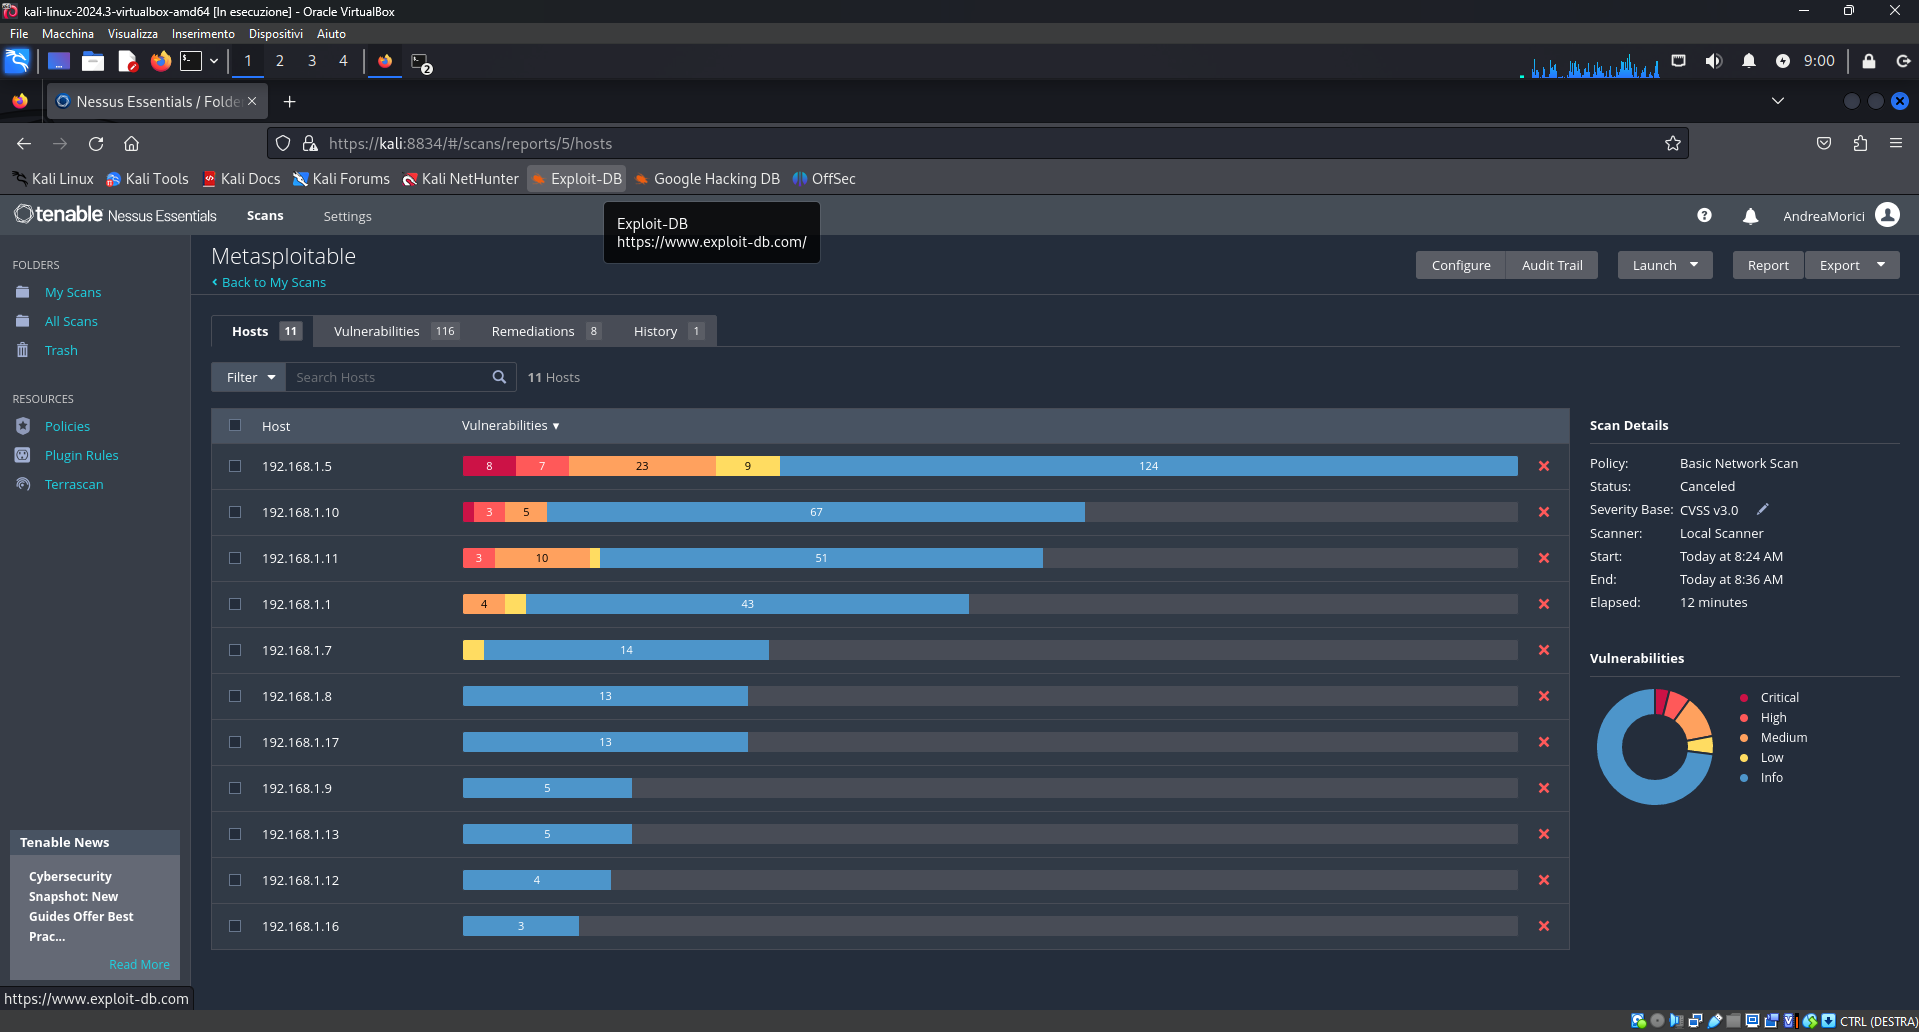 kali-linux-2024.3-virtualbox-amd64 [In esecuzione] - Oracle VirtualBox
File Macchina Visualizza Inserimento Dispositivi Aiuto
1 2 3 4 2 9:00
Nessus Essentials / Folde
https://kali:8834/#/scans/reports/5/hosts
Kali Linux Kali Tools Kali Docs Kali Forums Kali NetHunter Exploit-DB Google Hacking DB OffSec
tenable Nessus Essentials Scans Settings AndreaMorici
Exploit-DB
https://www.exploit-db.com/
FOLDERS
My Scans
All Scans
Trash
RESOURCES
Policies
Plugin Rules
Terrascan
Tenable News
Cybersecurity
Snapshot: New
Guides Offer Best
Prac...
Read More
Metasploitable
Back to My Scans
Configure Audit Trail Launch Report Export
Hosts 11 Vulnerabilities 116 Remediations 8 History 1
Filter Search Hosts 11 Hosts
Host Vulnerabilities
192.168.1.5 8 7 23 9 124
192.168.1.10 3 5 67
192.168.1.11 3 10 51
192.168.1.1 4 43
192.168.1.7 14
192.168.1.8 13
192.168.1.17 13
192.168.1.9 5
192.168.1.13 5
192.168.1.12 4
192.168.1.16 3
Scan Details
Policy: Basic Network Scan
Status: Canceled
Severity Base: CVSS v3.0
Scanner: Local Scanner
Start: Today at 8:24 AM
End: Today at 8:36 AM
Elapsed: 12 minutes
Vulnerabilities
Critical
High
Medium
Low
Info
https://www.exploit-db.com
CTRL (DESTRA)